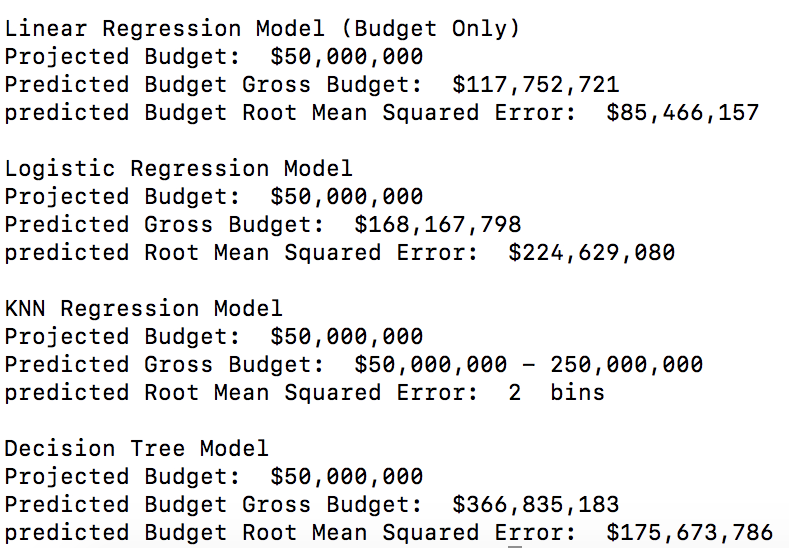 Linear Regression Model (Budget Only)
Projected Budget:  $50,000,000
Predicted Budget Gross Budget:  $117,752,721
predicted Budget Root Mean Squared Error:  $85,466,157
Logistic Regression Model
Projected Budget:  $50,000,000
Predicted Gross Budget:  $168,167,798
predicted Root Mean Squared Error:  $224,629,080
KNN Regression Model
Projected Budget:  $50,000,000
Predicted Gross Budget:  $50,000,000 – 250,000,000
predicted Root Mean Squared Error:  2  bins
Decision Tree Model
Projected Budget:  $50,000,000
Predicted Budget Gross Budget:  $366,835,183
predicted Budget Root Mean Squared Error:  $175,673,786